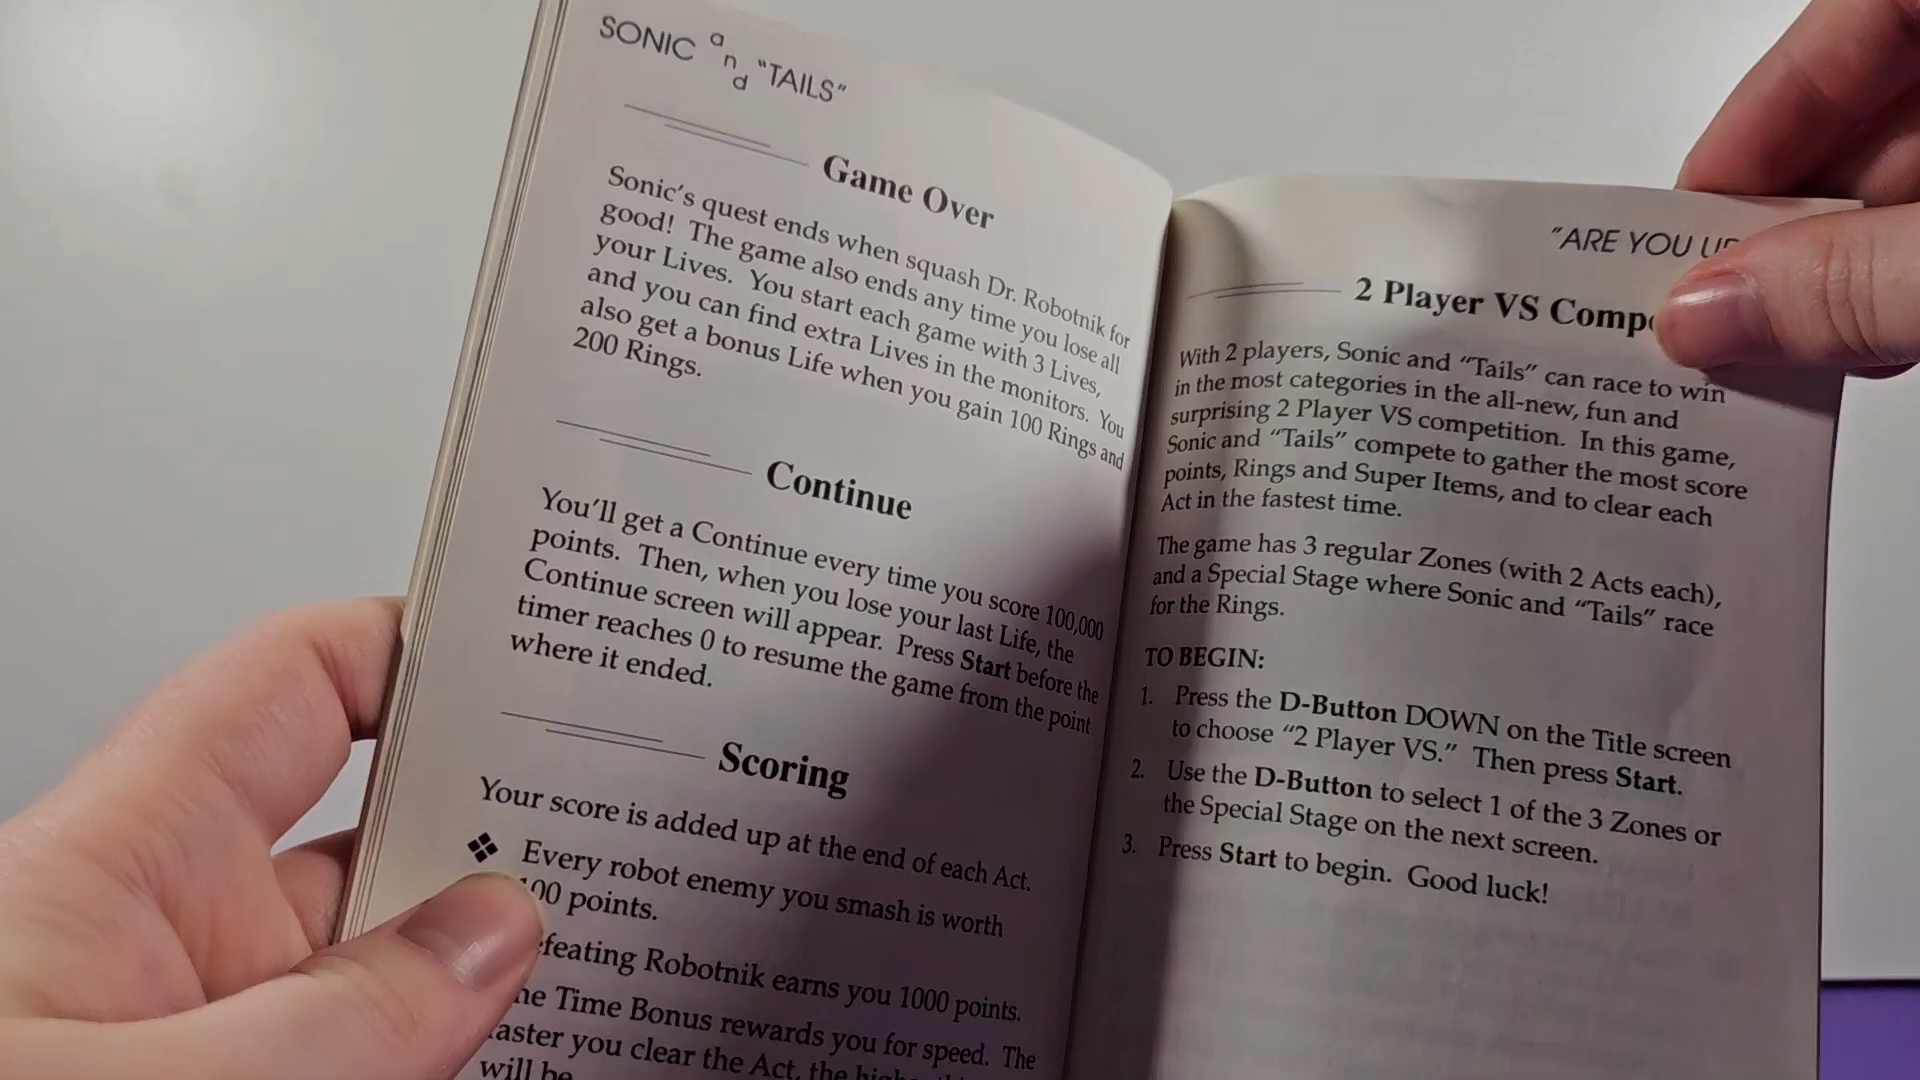 SONIC and "TAILS"
Game Over
Sonic's quest ends when squash Dr. Robotnik for
good! The game also ends any time you lose all
your Lives. You start each game with 3 Lives,
and you can find extra Lives in the monitors. You
also get a bonus Life when you gain 100 Rings and
200 Rings.
Continue
You'll get a Continue every time you score 100,000
points. Then, when you lose your last Life, the
Continue screen will appear. Press Start before the
timer reaches 0 to resume the game from the point
where it ended.
Scoring
Your score is added up at the end of each Act.
❖ Every robot enemy you smash is worth
100 points.
Robotnik earns you 1000 points.
Time Bonus rewards you for speed. The
you clear the Act, the
will be
"ARE YOU
2 Player VS
With 2 players, Sonic and "Tails" can race to win
in the most categories in the all-new, fun and
surprising 2 Player VS competition. In this game,
Sonic and "Tails" compete to gather the most score
points, Rings and Super Items, and to clear each
Act in the fastest time.
The game has 3 regular Zones (with 2 Acts each),
and a Special Stage where Sonic and "Tails" race
for the Rings.
TO BEGIN:
1. Press the D-Button DOWN on the Title screen
to choose "2 Player VS." Then press Start.
2. Use the D-Button to select 1 of the 3 Zones or
the Special Stage on the next screen.
3. Press Start to begin. Good luck!